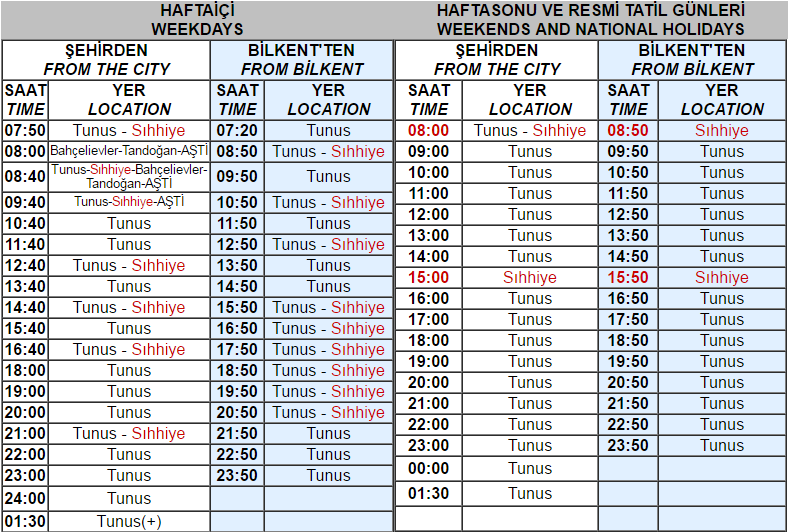 HAFTAİÇİ
WEEKDAYS
HAFTASONU VE RESMİ TATİL GÜNLERİ
WEEKENDS AND NATIONAL HOLIDAYS
ŞEHİRDEN
FROM THE CITY
BİLKENT'TEN
FROM BİLKENT
ŞEHİRDEN
FROM THE CITY
BİLKENT'TEN
FROM BİLKENT
SAAT YER SAAT YER SAAT YER SAAT YER
TIME LOCATION TIME LOCATION TIME LOCATION TIME LOCATION
07:50 Tunus - Sıhhiye 07:20 Tunus 08:00 Tunus - Sıhhiye 08:50 Sıhhiye
08:00 Bahçelievler-Tandoğan-AŞTİ 08:50 Tunus - Sıhhiye 09:00 Tunus 09:50 Tunus
08:40 Tunus-Sıhhiye-Bahçelievler-
Tandoğan-AŞTİ 09:50 Tunus 10:00 Tunus 10:50 Tunus
09:40 Tunus-Sıhhiye-AŞTİ 10:50 Tunus - Sıhhiye 11:00 Tunus 11:50 Tunus
10:40 Tunus 11:50 Tunus 12:00 Tunus 12:50 Tunus
11:40 Tunus 12:50 Tunus - Sıhhiye 13:00 Tunus 13:50 Tunus
12:40 Tunus - Sıhhiye 13:50 Tunus 14:00 Tunus 14:50 Tunus
13:40 Tunus 14:50 Tunus 15:00 Sıhhiye 15:50 Sıhhiye
14:40 Tunus - Sıhhiye 15:50 Tunus - Sıhhiye 16:00 Tunus 16:50 Tunus
15:40 Tunus 16:50 Tunus - Sıhhiye 17:00 Tunus 17:50 Tunus
16:40 Tunus - Sıhhiye 17:50 Tunus - Sıhhiye 18:00 Tunus 18:50 Tunus
18:00 Tunus 18:50 Tunus - Sıhhiye 19:00 Tunus 19:50 Tunus
19:00 Tunus 19:50 Tunus - Sıhhiye 20:00 Tunus 20:50 Tunus
20:00 Tunus 20:50 Tunus - Sıhhiye 21:00 Tunus 21:50 Tunus
21:00 Tunus - Sıhhiye 21:50 Tunus 22:00 Tunus 22:50 Tunus
22:00 Tunus 22:50 Tunus 23:00 Tunus 23:50 Tunus
23:00 Tunus 23:50 Tunus 00:00 Tunus
24:00 Tunus 01:30 Tunus
01:30 Tunus(+)